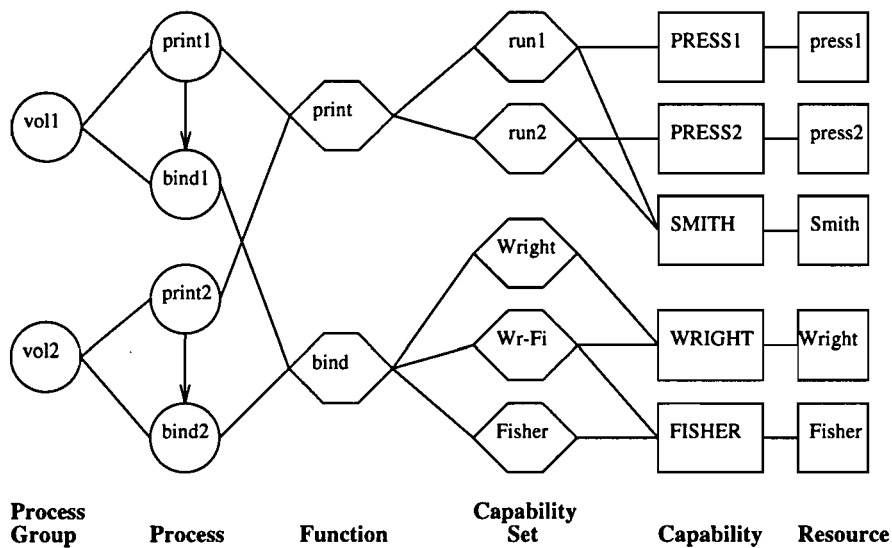 print1
run1
PRESS1
press1
vol1
print
run2
PRESS2
press2
bind1
SMITH
Smith
Wright
print2
vol2
bind
Wr-Fi
WRIGHT
Wright
bind2
Fisher
FISHER
Fisher
Process Group
Process
Function
Capability Set
Capability
Resource